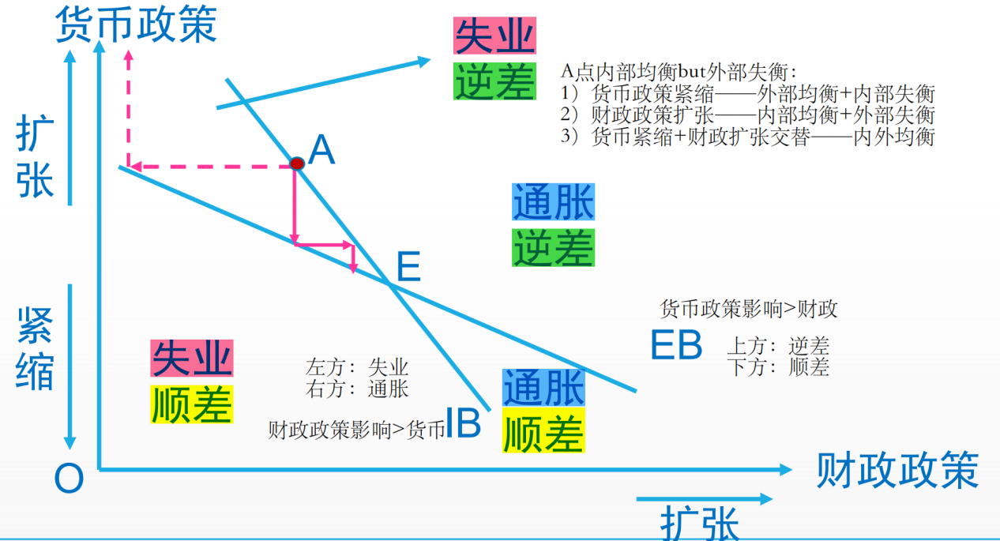 货币政策
失业
逆差
A点内部均衡but外部失衡：
1）货币政策紧缩——外部均衡+内部失衡
2）财政政策扩张——内部均衡+外部失衡
3）货币紧缩+财政扩张交替——内外均衡
扩张
A
通胀
逆差
E
紧缩
货币政策影响>财政
EB
上方：逆差
下方：顺差
失业
顺差
左方：失业
右方：通胀
通胀
顺差
财政政策影响>货币
IB
O
财政政策
扩张